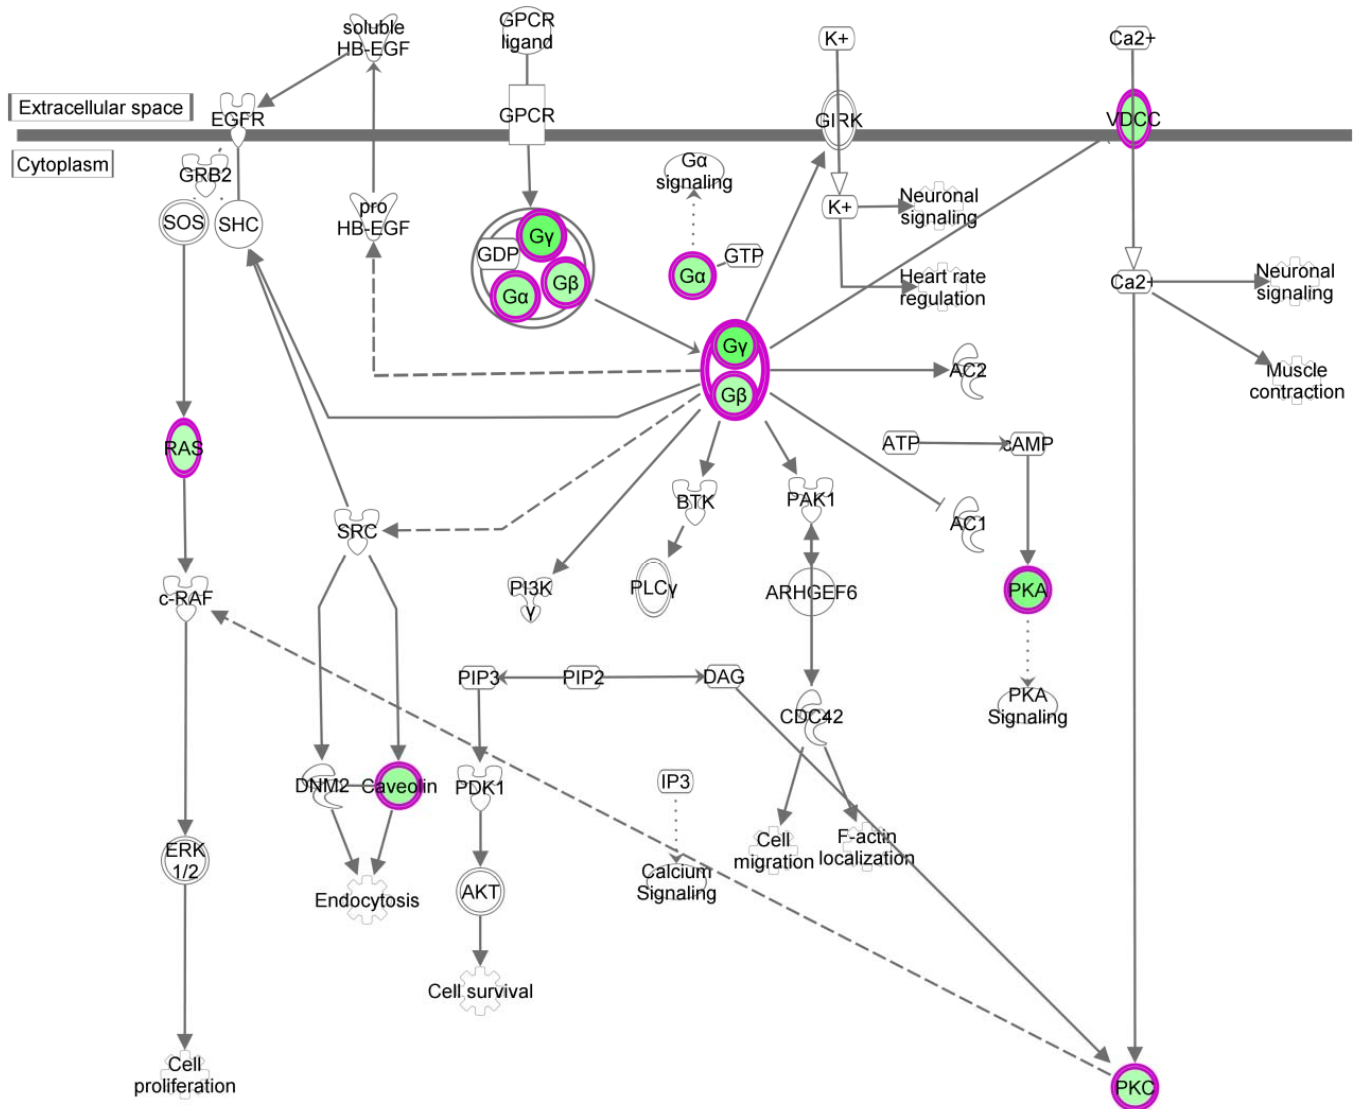 soluble
HB-EGF
GPCR
ligand
K+
Ca2+
Extracellular space
EGFR
GPCR
GIRK
VDCC
Cytoplasm
GRB2
Gα
signaling
SOS
SHC
pro
HB-EGF
K+
Neuronal
signaling
Gγ
GDP
Gβ
Gα
Gα
GTP
Heart rate
regulation
Ca2+
Neuronal
signaling
Gγ
Gβ
AC2
Muscle
contraction
RAS
ATP
cAMP
SRC
BTK
PAK1
AC1
c-RAF
PI3K
γ
PLCγ
ARHGEF6
PKA
PIP3
PIP2
DAG
CDC42
PKA
Signaling
DNM2
Caveolin
PDK1
IP3
ERK
1/2
Cell
migration
F-actin
localization
Endocytosis
AKT
Calcium
Signaling
Cell survival
Cell
proliferation
PKC